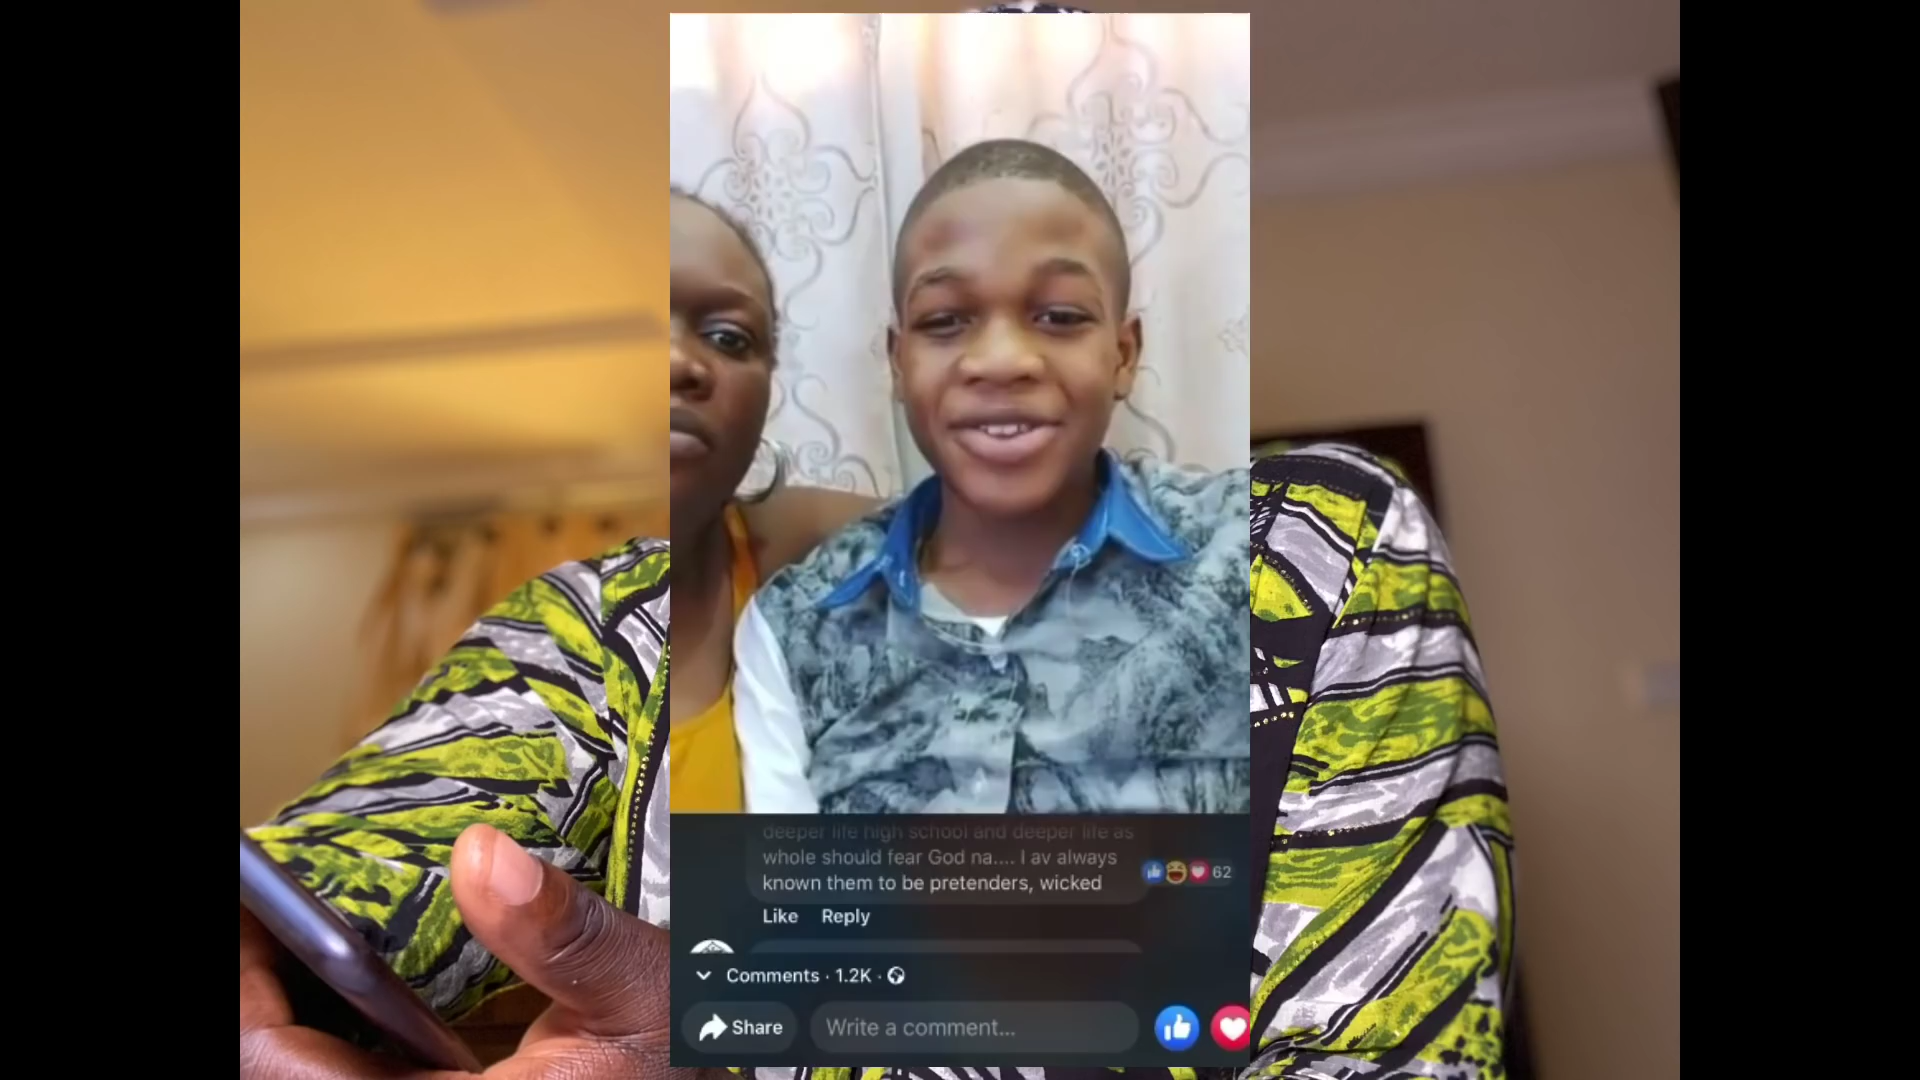 deeper life high school and deeper life as
whole should fear God na.... I av always
known them to be pretenders, wicked
62
Like Reply
Comments · 1.2K ·
Share
Write a comment...